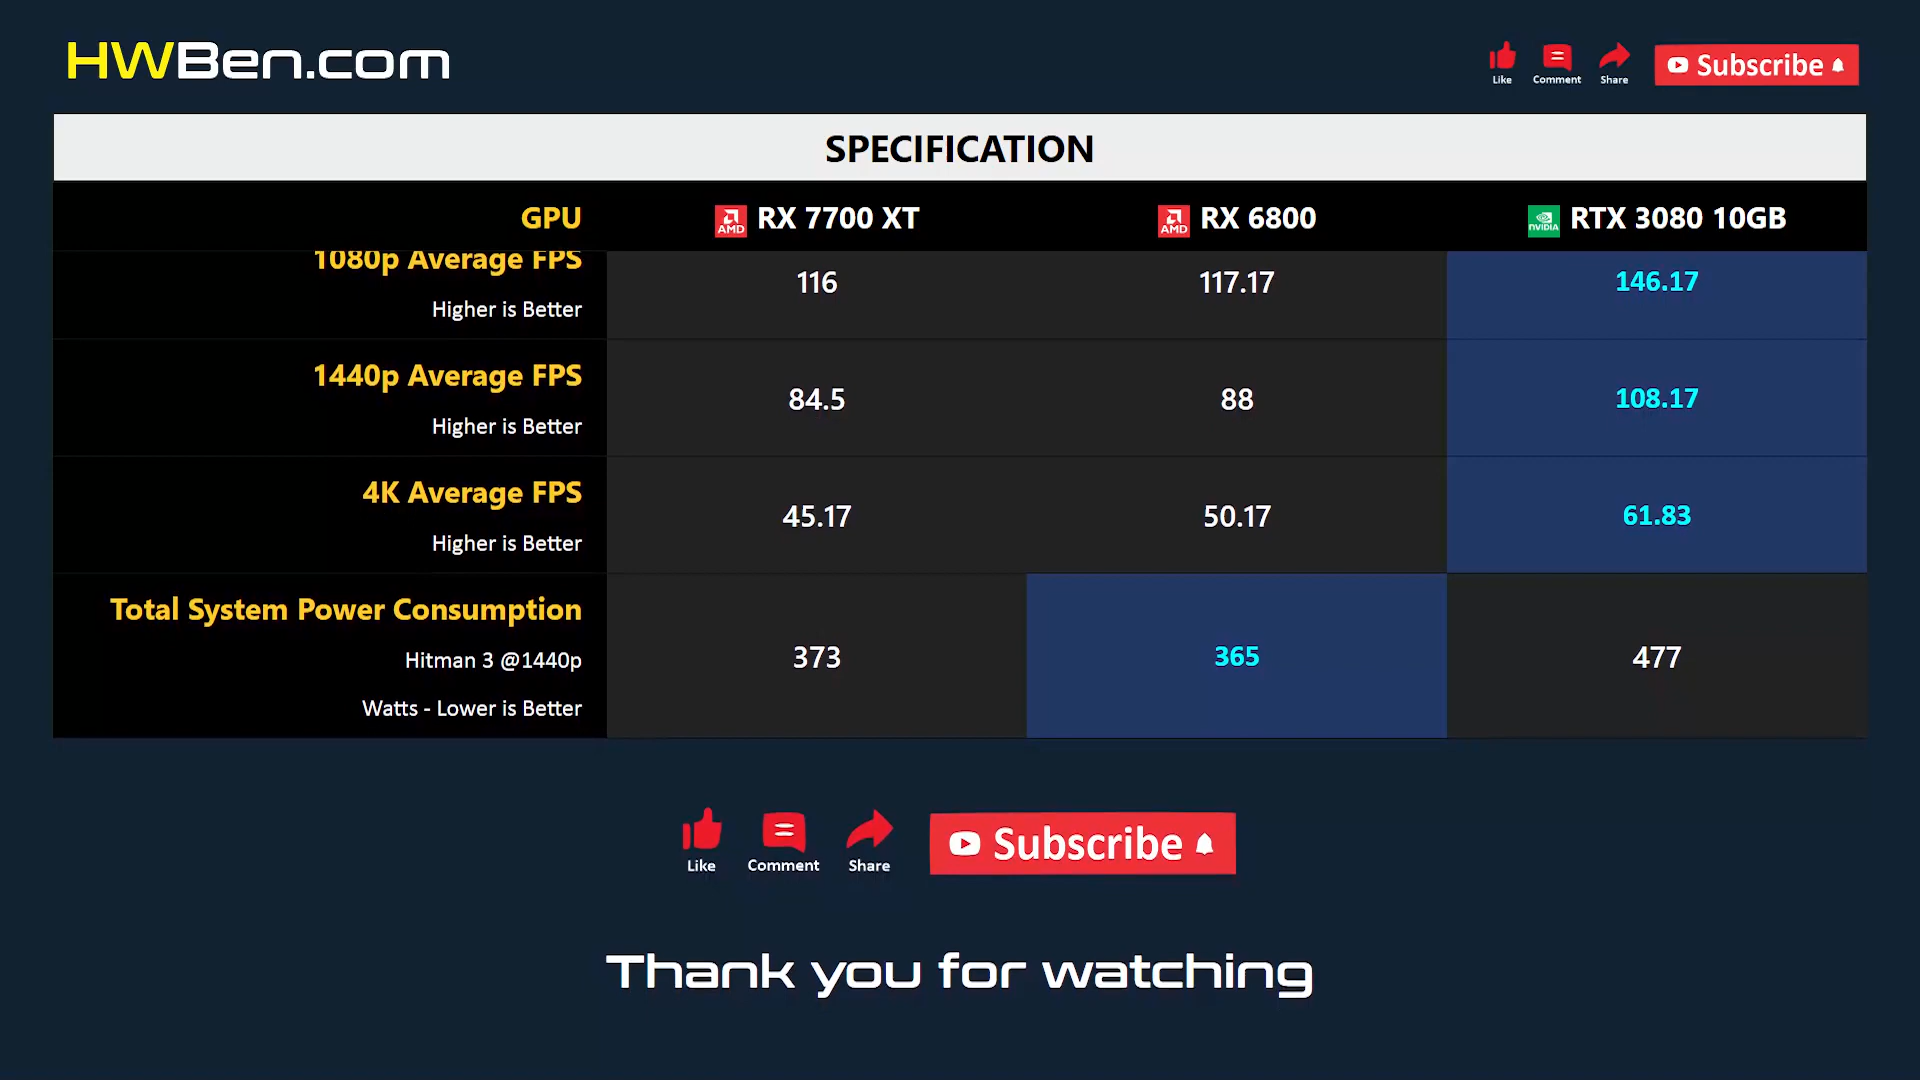 HWBen.com
Like Comment Share Subscribe
SPECIFICATION
GPU AMD RX 7700 XT AMD RX 6800 NVIDIA RTX 3080 10GB
1080p Average FPS
Higher is Better
116 117.17 146.17
1440p Average FPS
Higher is Better
84.5 88 108.17
4K Average FPS
Higher is Better
45.17 50.17 61.83
Total System Power Consumption
Hitman 3 @1440p
Watts - Lower is Better
373 365 477
Like Comment Share Subscribe
Thank you for watching